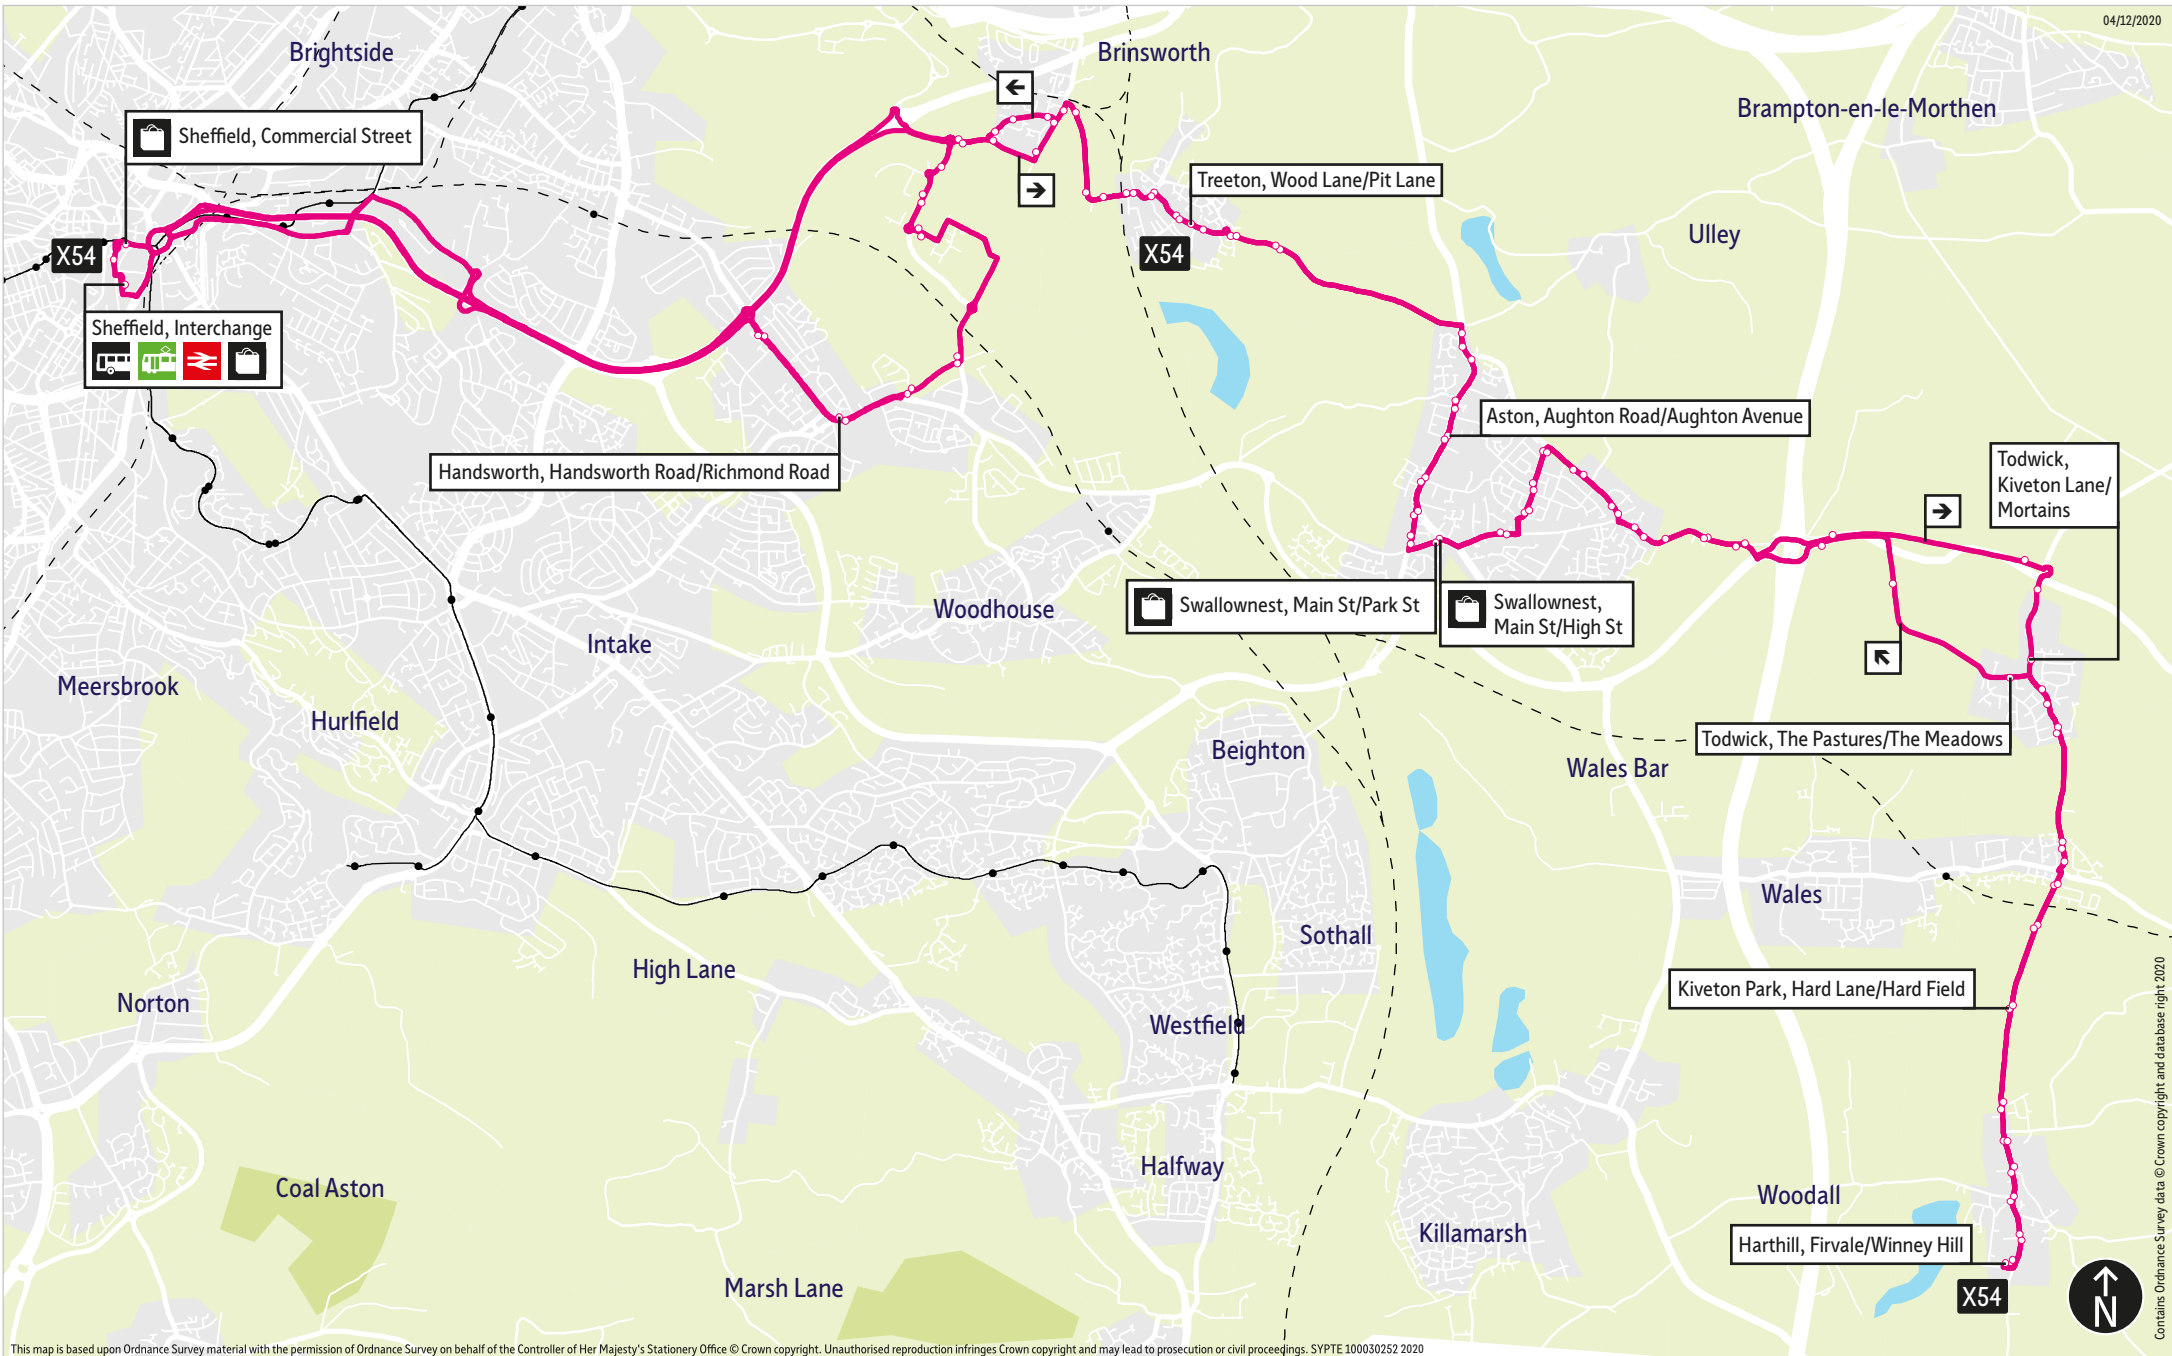 04/12/2020
Brightside
Brinsworth
Brampton-en-le-Morthen
Sheffield, Commercial Street
Treeton, Wood Lane/Pit Lane
Ulley
X54
X54
Sheffield, Interchange
Aston, Aughton Road/Aughton Avenue
Handsworth, Handsworth Road/Richmond Road
Todwick,
Kiveton Lane/
Mortains
Swallownest, Main St/Park St
Swallownest,
Main St/High St
Woodhouse
Intake
Meersbrook
Hurlfield
Todwick, The Pastures/The Meadows
Beighton
Wales Bar
Wales
Sothall
High Lane
Kiveton Park, Hard Lane/Hard Field
Norton
Westfield
Halfway
Coal Aston
Woodall
Killamarsh
Harthill, Firvale/Winney Hill
Marsh Lane
X54
N
Contains Ordnance Survey data © Crown copyright and database right 2020
This map is based upon Ordnance Survey material with the permission of Ordnance Survey on behalf of the Controller of Her Majesty's Stationery Office © Crown copyright. Unauthorised reproduction infringes Crown copyright and may lead to prosecution or civil proceedings. SYPTE 100030252 2020